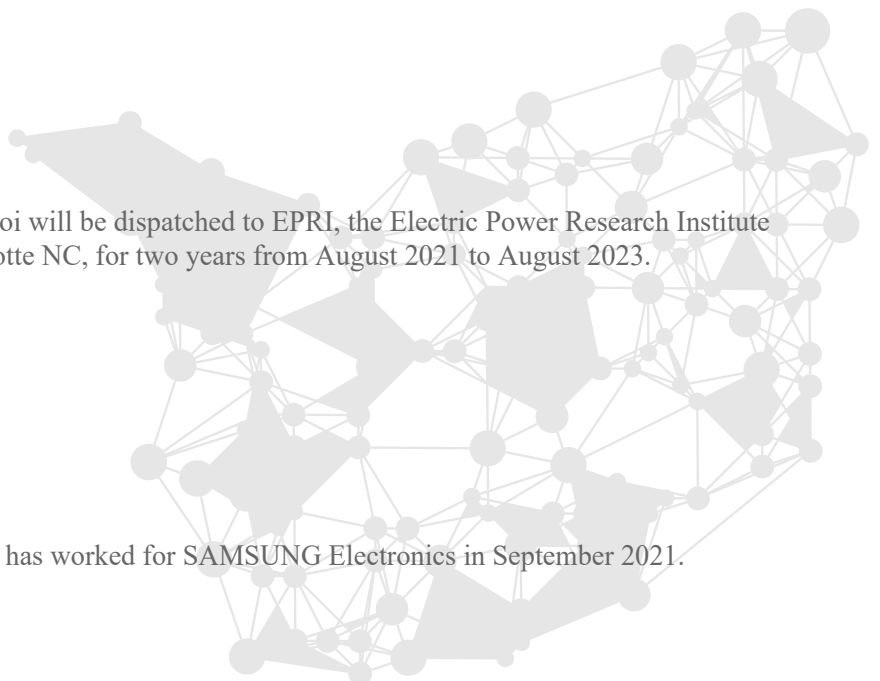 oi will be dispatched to EPRI, the Electric Power Research Institute
otte NC, for two years from August 2021 to August 2023.
has worked for SAMSUNG Electronics in September 2021.